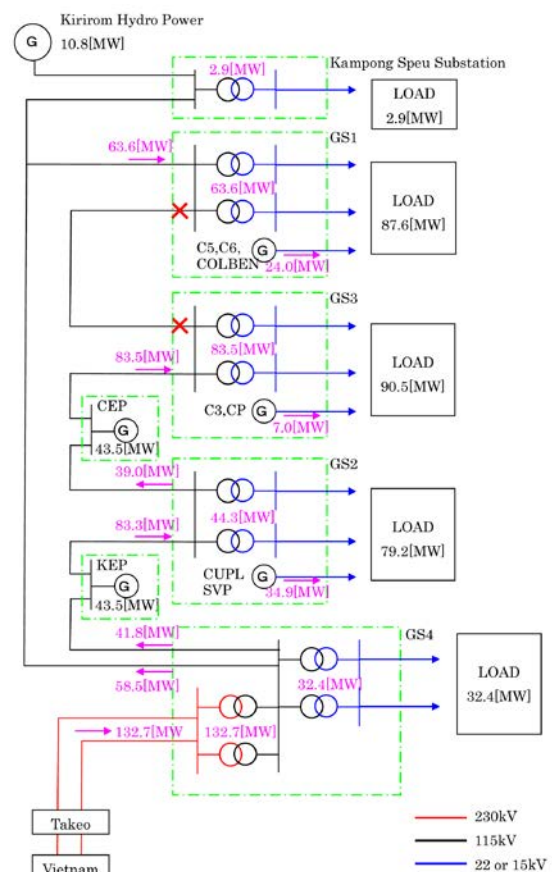 Kirirom Hydro Power
G
10.8[MW]
Kampong Speu Substation
2.9[MW]
LOAD
2.9[MW]
GS1
63.6[MW]
63.6[MW]
LOAD
87.6[MW]
C5,C6,
COLBEN
G
24.0[MW]
GS3
83.5[MW]
83.5[MW]
LOAD
90.5[MW]
C3,CP
G
7.0[MW]
CEP
G
43.5[MW]
GS2
39.0[MW]
44.3[MW]
83.3[MW]
LOAD
79.2[MW]
CUPL
SVP
G
34.9[MW]
KEP
G
43.5[MW]
41.8[MW]
GS4
58.5[MW]
32.4[MW]
LOAD
32.4[MW]
132.7[MW
132.7[MW]
Takeo
Vietnam
230kV
115kV
22 or 15kV